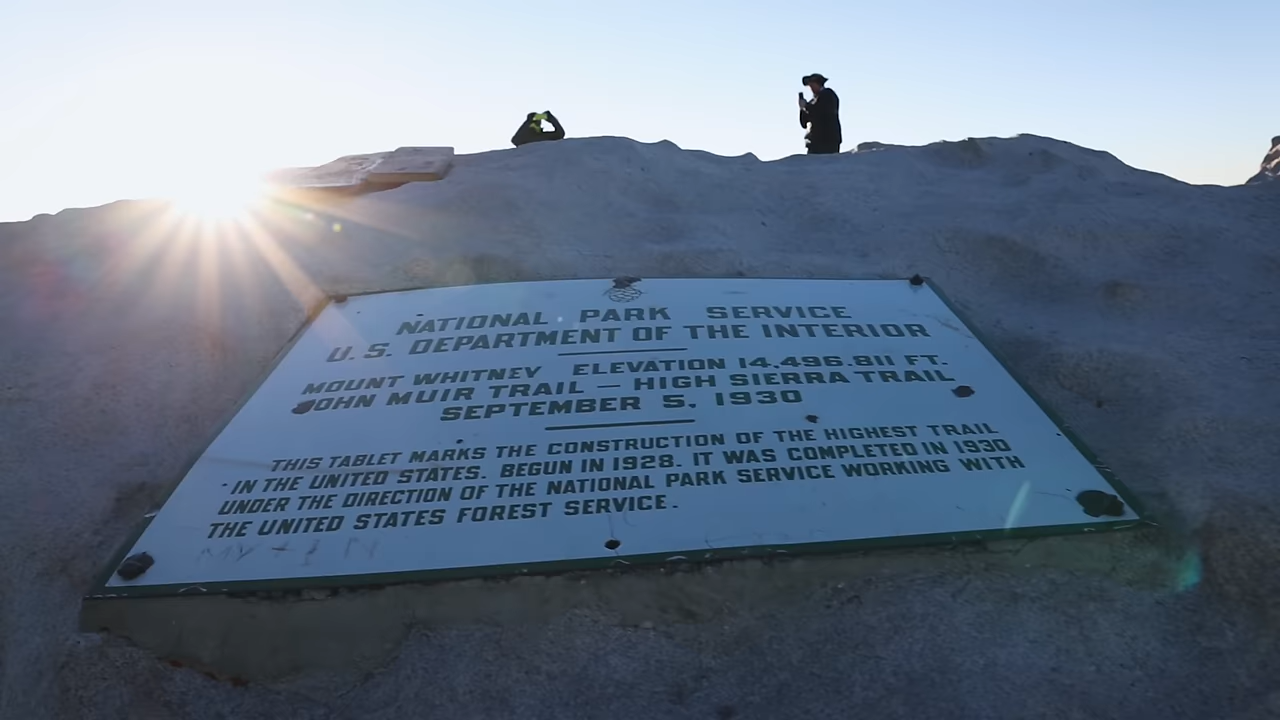 NATIONAL PARK SERVICE
U.S. DEPARTMENT OF THE INTERIOR
MOUNT WHITNEY ELEVATION 14,496.811 FT.
JOHN MUIR TRAIL – HIGH SIERRA TRAIL
SEPTEMBER 5, 1930
THIS TABLET MARKS THE CONSTRUCTION OF THE HIGHEST TRAIL
IN THE UNITED STATES. BEGUN IN 1928. IT WAS COMPLETED IN 1930
UNDER THE DIRECTION OF THE NATIONAL PARK SERVICE WORKING WITH
THE UNITED STATES FOREST SERVICE.